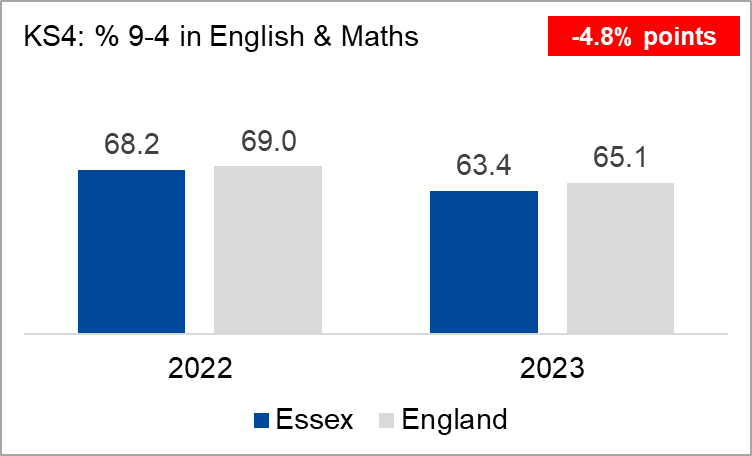 KS4: % 9-4 in English & Maths
-4.8% points
68.2
69.0
63.4
65.1
2022
2023
Essex
England